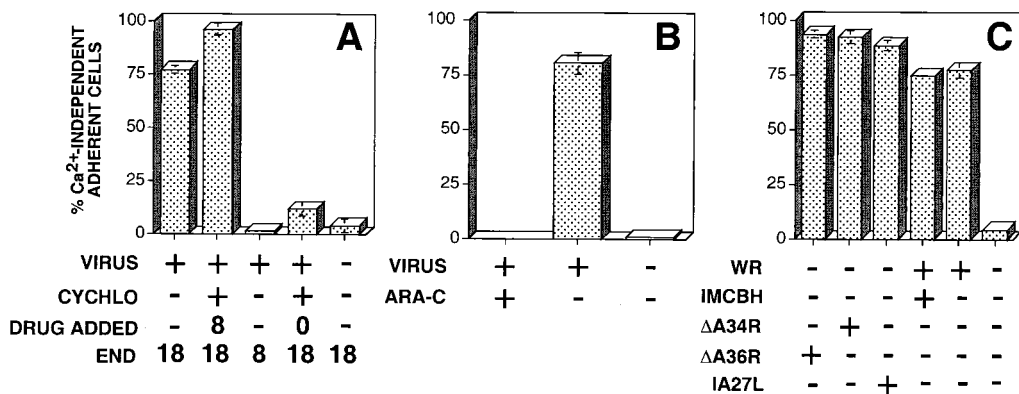 A
B
C
% Ca2+-INDEPENDENT
ADHERENT CELLS
100
75
50
25
0
100
75
50
25
0
100
75
50
25
0
VIRUS + + + + -
CYCHLO - + - + -
DRUG ADDED - 8 - 0 -
END 18 18 8 18 18
VIRUS + + -
ARA-C + - -
WR - - - + + -
IMCBH - - - + - -
ΔA34R - + - - - -
ΔA36R + - - - - -
IA27L - - + - - -